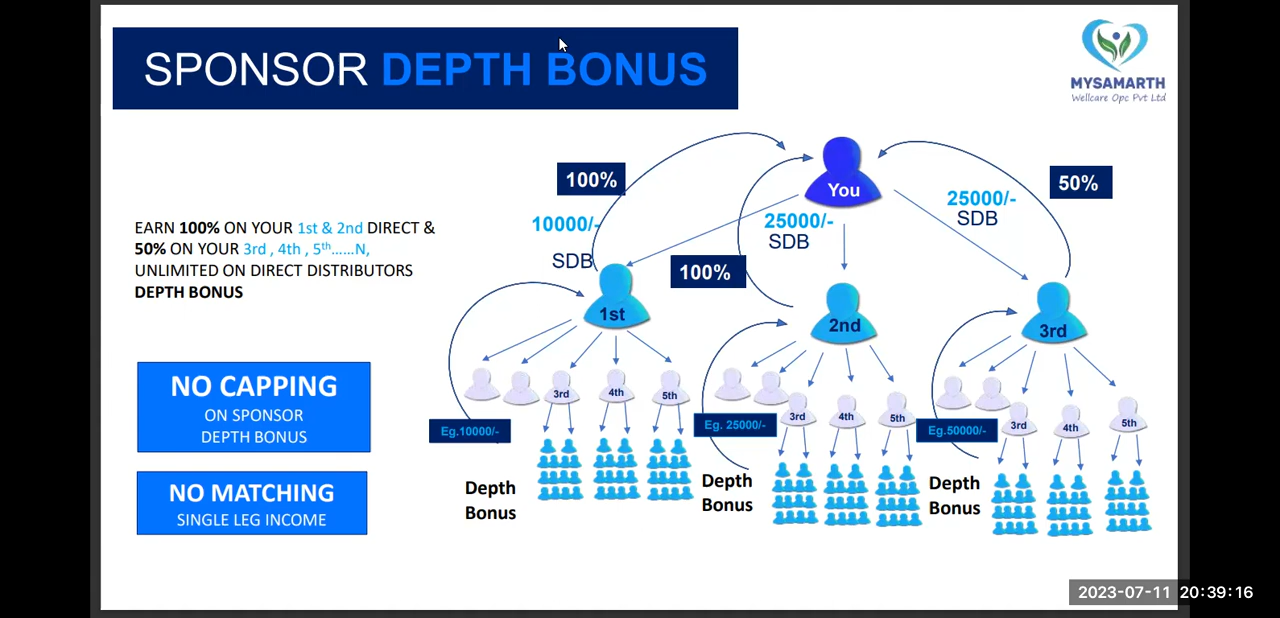 SPONSOR DEPTH BONUS
MYSAMARTH
Wellcare Opc Pvt Ltd
EARN 100% ON YOUR 1st & 2nd DIRECT &
50% ON YOUR 3rd , 4th , 5th......N,
UNLIMITED ON DIRECT DISTRIBUTORS
DEPTH BONUS
NO CAPPING
ON SPONSOR
DEPTH BONUS
NO MATCHING
SINGLE LEG INCOME
You
100%
10000/-
SDB
100%
25000/-
SDB
50%
25000/-
SDB
1st
2nd
3rd
3rd
4th
5th
3rd
4th
5th
3rd
4th
5th
Eg.10000/-
Eg. 25000/-
Eg.50000/-
Depth
Bonus
Depth
Bonus
Depth
Bonus
2023-07-11 20:39:16